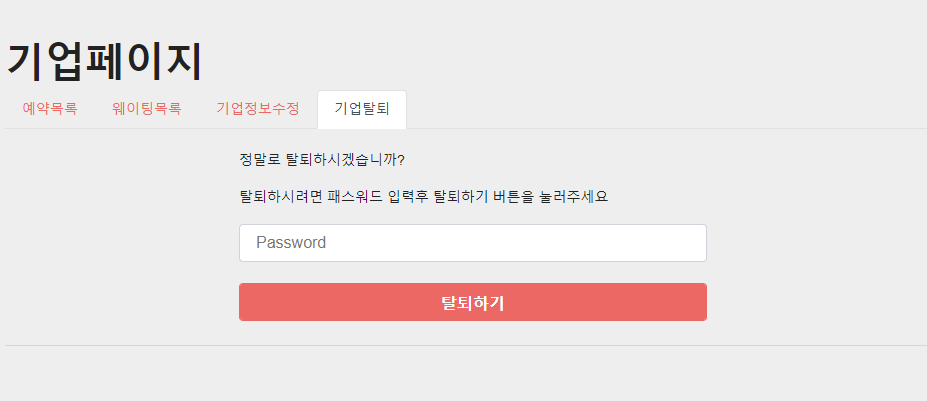 기업페이지
예약목록 웨이팅목록 기업정보수정 기업탈퇴
정말로 탈퇴하시겠습니까?
탈퇴하시려면 패스워드 입력후 탈퇴하기 버튼을 눌러주세요
Password
탈퇴하기